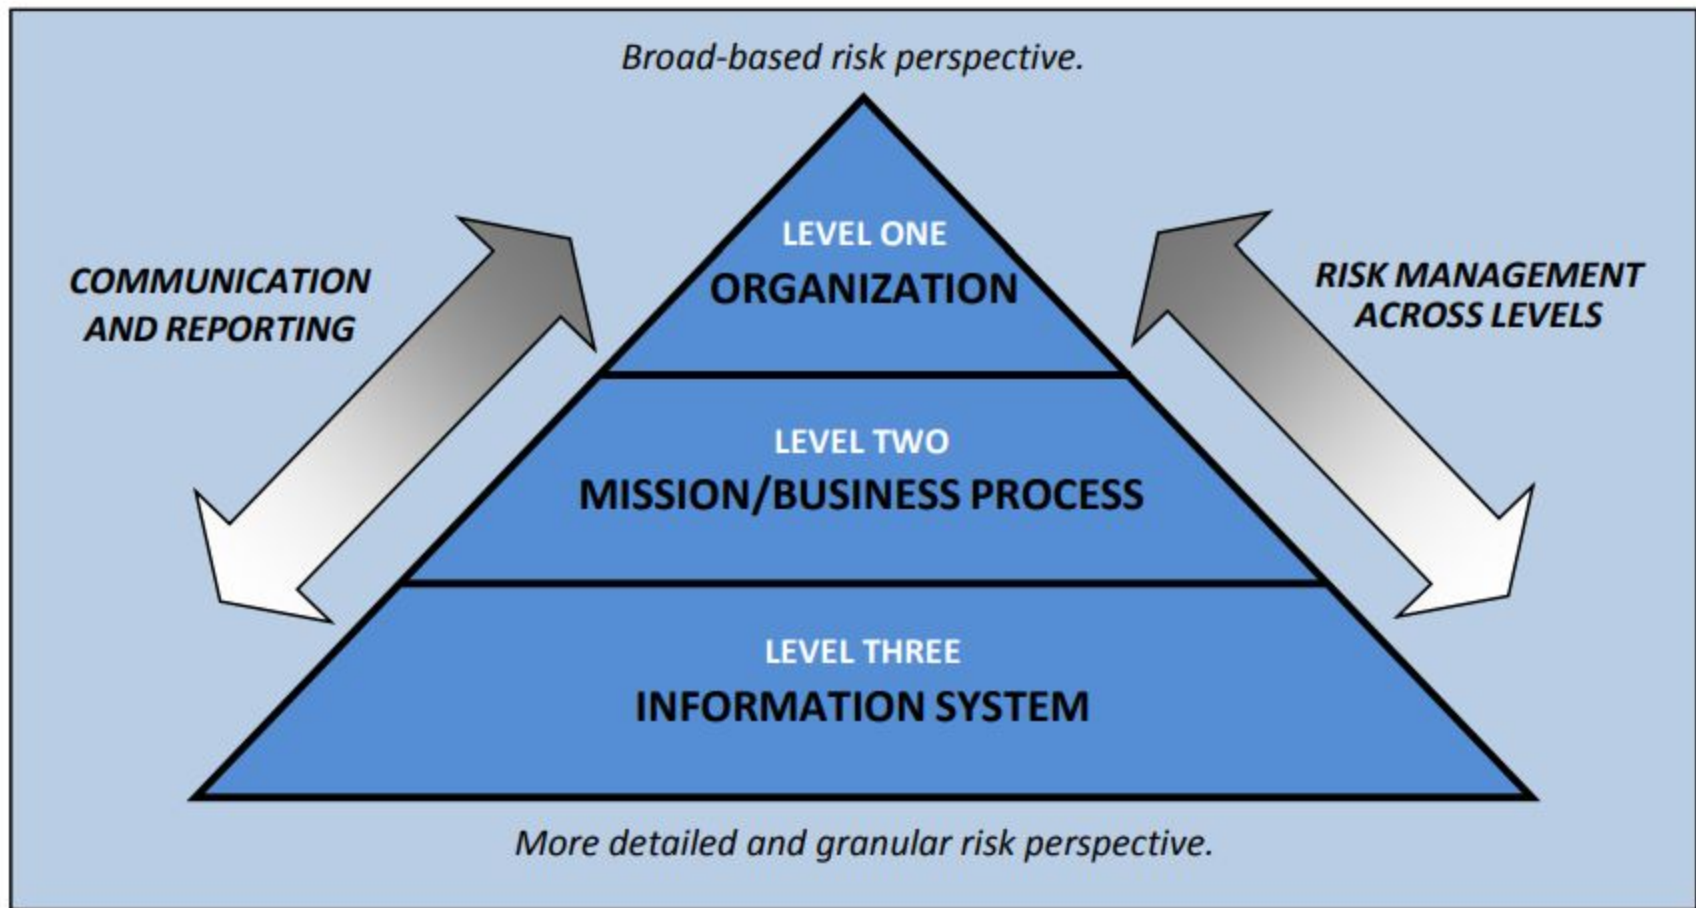 Broad-based risk perspective.
LEVEL ONE
ORGANIZATION
COMMUNICATION
AND REPORTING
RISK MANAGEMENT
ACROSS LEVELS
LEVEL TWO
MISSION/BUSINESS PROCESS
LEVEL THREE
INFORMATION SYSTEM
More detailed and granular risk perspective.